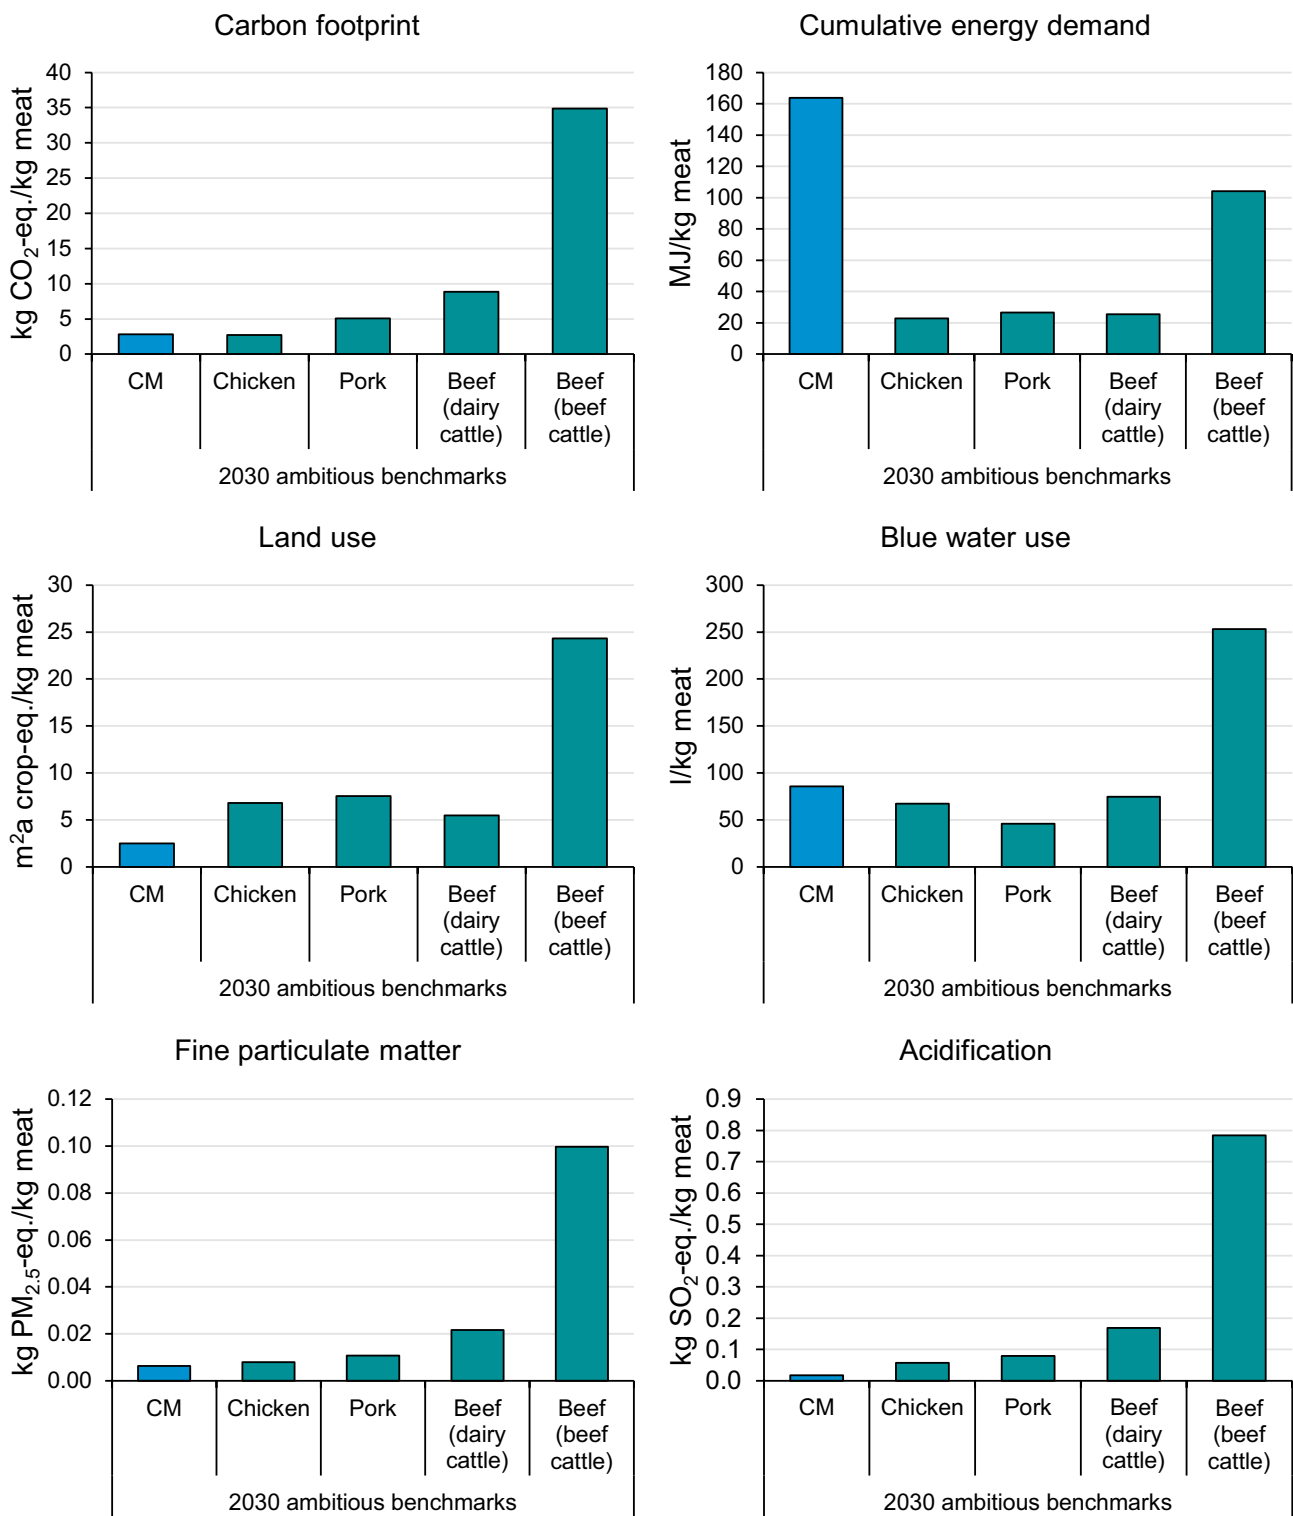 Carbon footprint
kg CO₂-eq./kg meat
40
35
30
25
20
15
10
5
0
CM
Chicken
Pork
Beef
(dairy
cattle)
Beef
(beef
cattle)
2030 ambitious benchmarks
Cumulative energy demand
MJ/kg meat
180
160
140
120
100
80
60
40
20
0
CM
Chicken
Pork
Beef
(dairy
cattle)
Beef
(beef
cattle)
2030 ambitious benchmarks
Land use
m²a crop-eq./kg meat
30
25
20
15
10
5
0
CM
Chicken
Pork
Beef
(dairy
cattle)
Beef
(beef
cattle)
2030 ambitious benchmarks
Blue water use
l/kg meat
300
250
200
150
100
50
0
CM
Chicken
Pork
Beef
(dairy
cattle)
Beef
(beef
cattle)
2030 ambitious benchmarks
Fine particulate matter
kg PM₂.₅-eq./kg meat
0.12
0.10
0.08
0.06
0.04
0.02
0.00
CM
Chicken
Pork
Beef
(dairy
cattle)
Beef
(beef
cattle)
2030 ambitious benchmarks
Acidification
kg SO₂-eq./kg meat
0.9
0.8
0.7
0.6
0.5
0.4
0.3
0.2
0.1
0.0
CM
Chicken
Pork
Beef
(dairy
cattle)
Beef
(beef
cattle)
2030 ambitious benchmarks